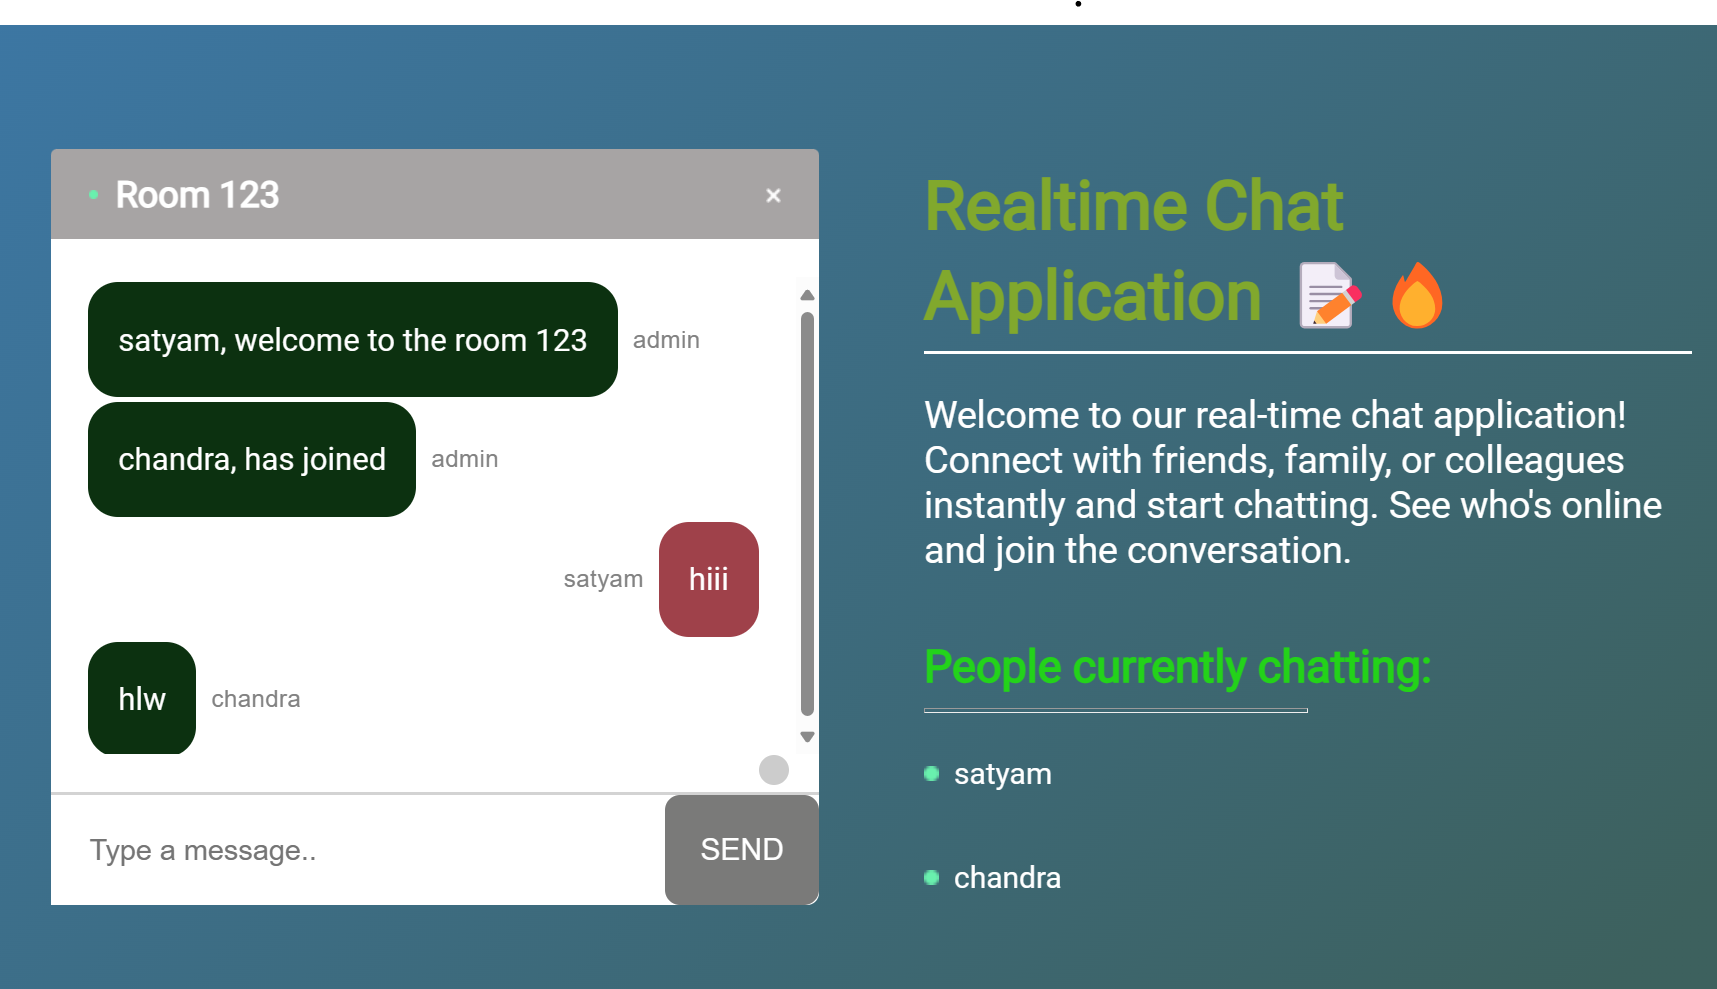 Room 123 ×
satyam, welcome to the room 123 admin
chandra, has joined admin
satyam hiii
hlw chandra
Type a message.. SEND
Realtime Chat
Application 📝 🔥
Welcome to our real-time chat application!
Connect with friends, family, or colleagues
instantly and start chatting. See who's online
and join the conversation.
People currently chatting:
satyam
chandra